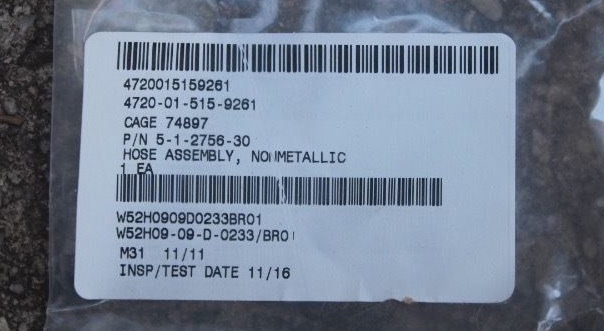 4720015159261
4720-01-515-9261
CAGE 74897
P/N 5-1-2756-30
HOSE ASSEMBLY, NONMETALLIC
1 EA
W52H0909D0233BR01
W52H09-09-D-0233/BR01
M31 11/11
INSP/TEST DATE 11/16